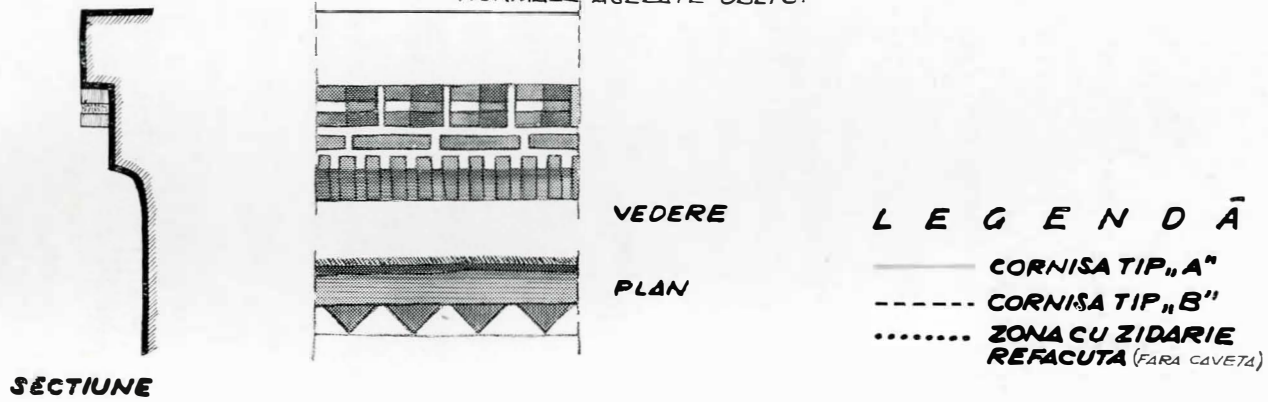 VEDERE
PLAN
SECTIUNE
L E G E N D Ā
CORNISA TIP „A"
CORNISA TIP „B"
ZONA CU ZIDARIE
REFACUTA (FARA CAVETA)